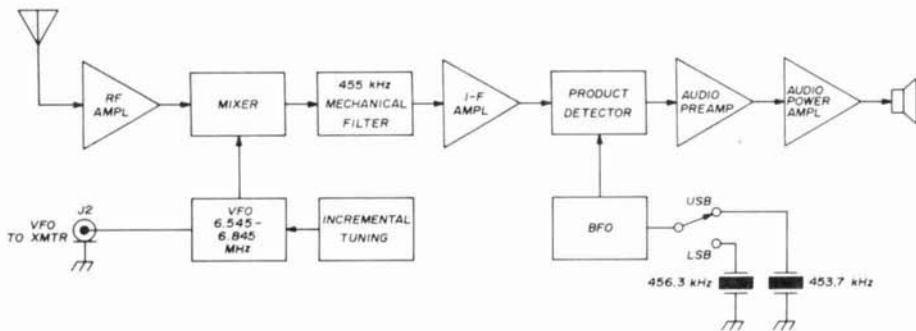 RF
AMPL
MIXER
455 kHz
MECHANICAL
FILTER
I-F
AMPL
PRODUCT
DETECTOR
AUDIO
PREAMP
AUDIO
POWER
AMPL
VFO
TO XMTR
J2
VFO
6.545-
6.845
MHz
INCREMENTAL
TUNING
BFO
USB
LSB
456.3 kHz
453.7 kHz